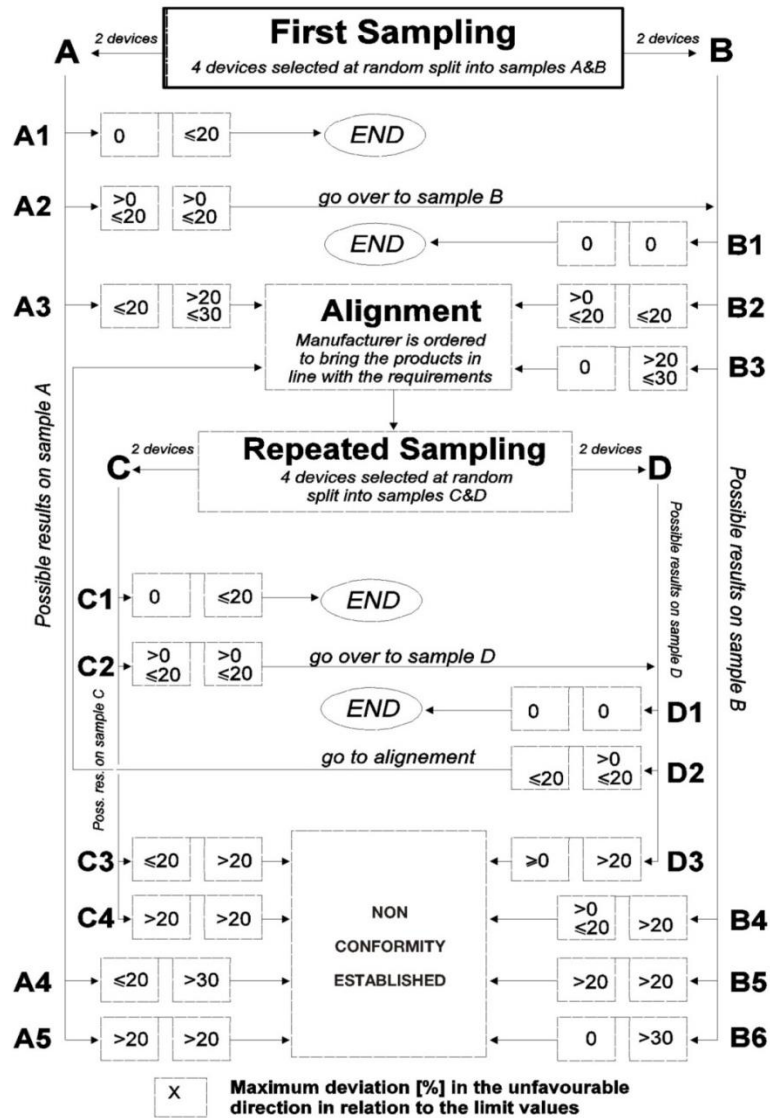 First Sampling
4 devices selected at random split into samples A&B
A 2 devices
2 devices B
A1 0 ⩽20 END
A2 >0 ⩽20 >0 ⩽20 go over to sample B
END 0 0 B1
A3 ⩽20 >20 ⩽30
Alignment
Manufacturer is ordered
to bring the products in
line with the requirements
>0 ⩽20 ⩽20 B2
0 >20 ⩽30 B3
Possible results on sample A
Repeated Sampling
4 devices selected at random
split into samples C&D
C 2 devices
2 devices D
Possible results on sample D
Possible results on sample B
C1 0 ⩽20 END
C2 >0 ⩽20 >0 ⩽20 go over to sample D
Poss. res. on sample C
END 0 0 D1
go to alignement ⩽20 >0 ⩽20 D2
C3 ⩽20 >20
⩾0 >20 D3
C4 >20 >20
NON
CONFORMITY
ESTABLISHED
>0 ⩽20 >20 B4
A4 ⩽20 >30
>20 >20 B5
A5 >20 >20
0 >30 B6
X Maximum deviation [%] in the unfavourable
direction in relation to the limit values